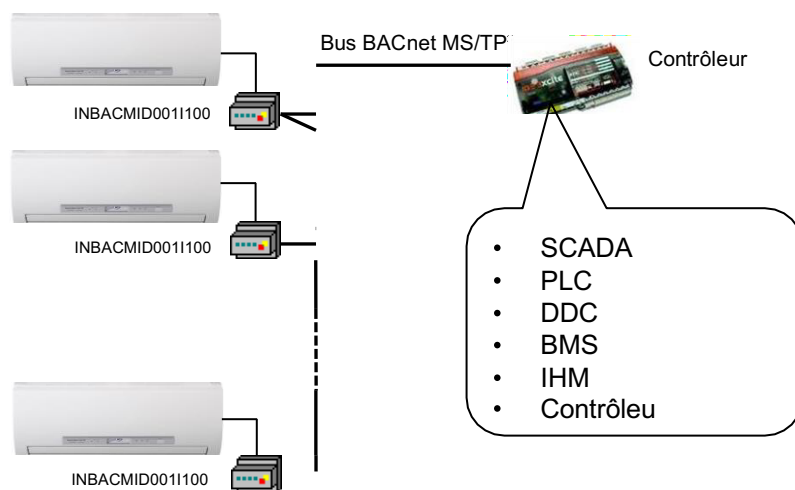 Bus BACnet MS/TP
Contrôleur
INBACMID001I100
INBACMID001I100
INBACMID001I100
• SCADA
• PLC
• DDC
• BMS
• IHM
• Contrôleu